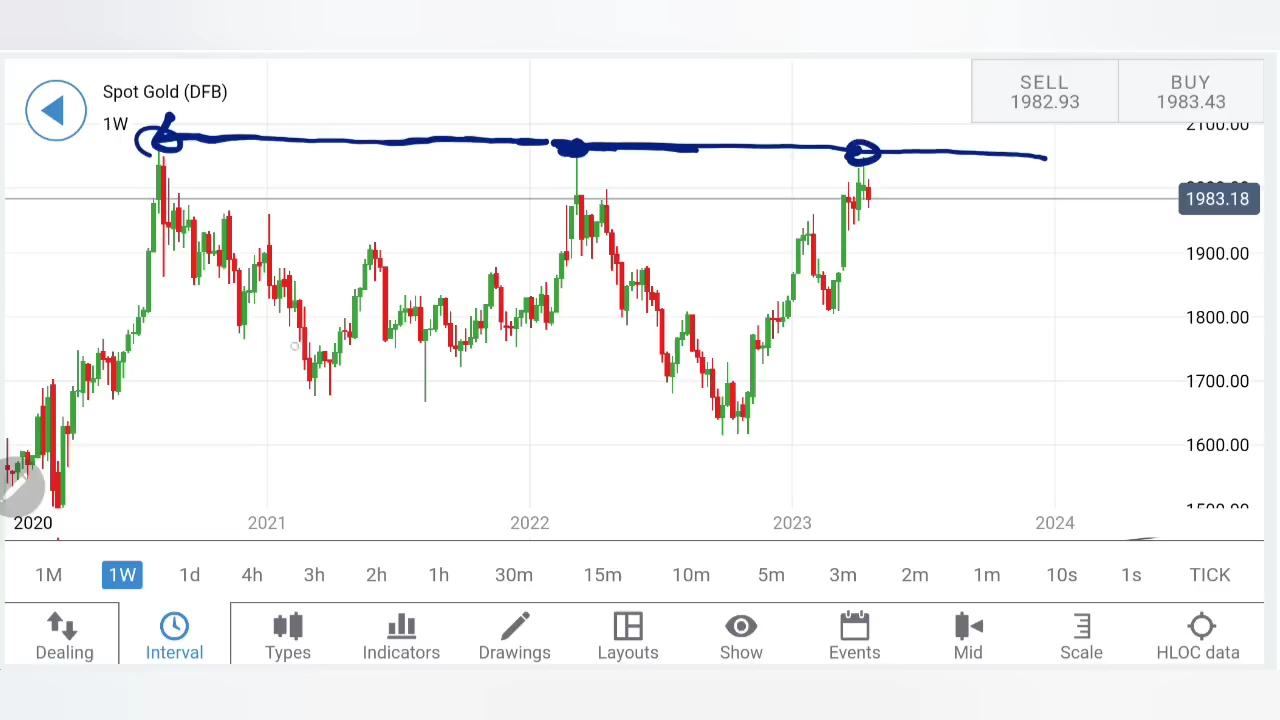 Spot Gold (DFB)
1W
SELL
1982.93
BUY
1983.43
2100.00
1983.18
1900.00
1800.00
1700.00
1600.00
2020 2021 2022 2023 2024
1M 1W 1d 4h 3h 2h 1h 30m 15m 10m 5m 3m 2m 1m 10s 1s TICK
Dealing Interval Types Indicators Drawings Layouts Show Events Mid Scale HLOC data